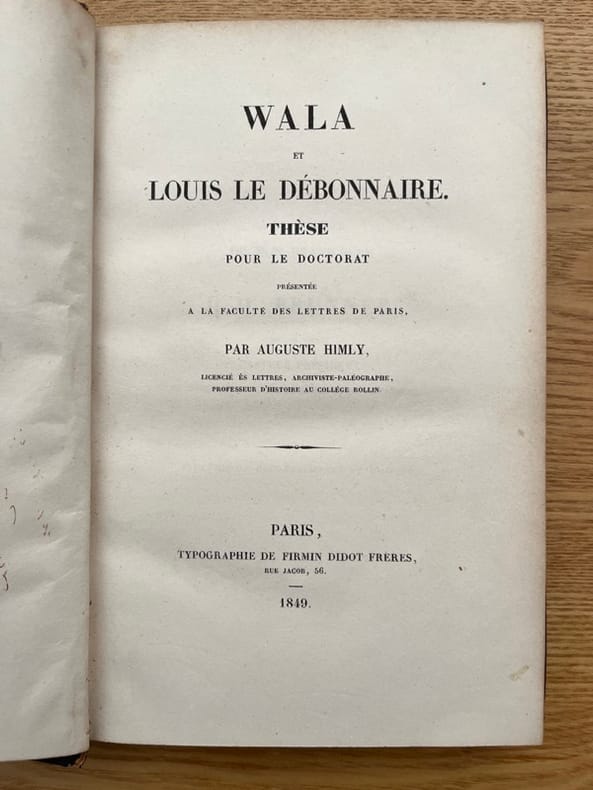 WALA
ET
LOUIS LE DÉBONNAIRE.
THÈSE
POUR LE DOCTORAT
PRÉSENTÉE
A LA FACULTÉ DES LETTRES DE PARIS,
PAR AUGUSTE HIMLY,
LICENCIÉ ÈS LETTRES, ARCHIVISTE-PALÉOGRAPHE,
PROFESSEUR D'HISTOIRE AU COLLÉGE ROLLIN.
PARIS,
TYPOGRAPHIE DE FIRMIN DIDOT FRÈRES,
RUE JACOB, 56.
1849.